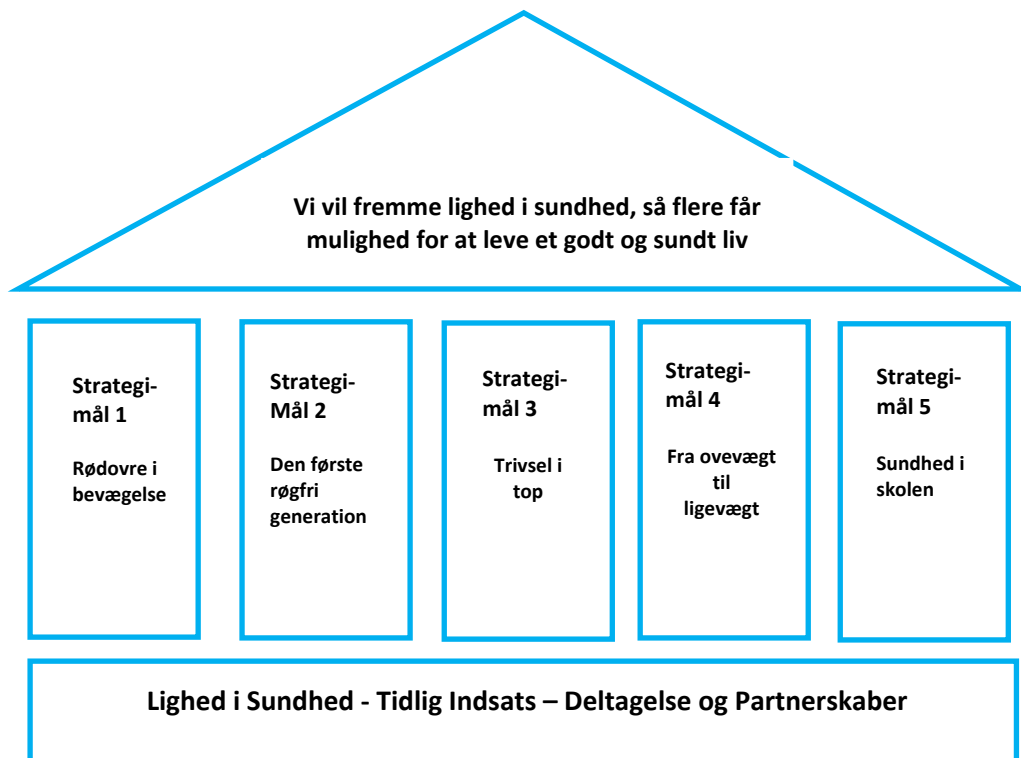 Vi vil fremme lighed i sundhed, så flere får
mulighed for at leve et godt og sundt liv
Strategi-
mål 1
Rødovre i
bevægelse
Strategi-
Mål 2
Den første
røgfri
generation
Strategi-
mål 3
Trivsel i
top
Strategi-
mål 4
Fra ovevægt
til
ligevægt
Strategi-
mål 5
Sundhed i
skolen
Lighed i Sundhed - Tidlig Indsats – Deltagelse og Partnerskaber